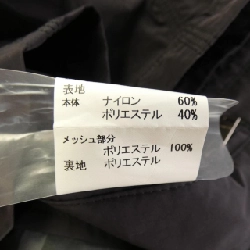 表地
本体 ナイロン 60%
ポリエステル 40%
メッシュ部分
ポリエステル 100%
裏地 ポリエステル